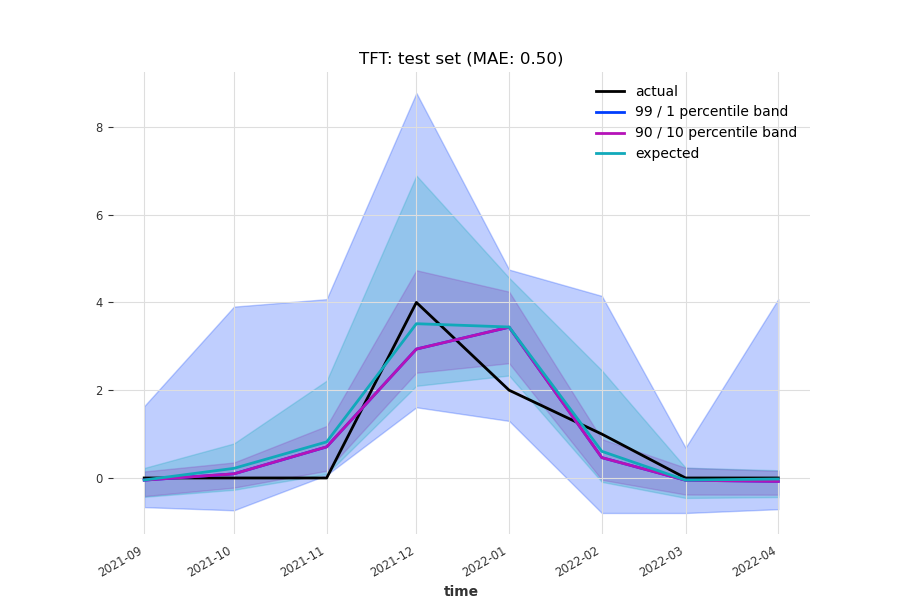 TFT: test set (MAE: 0.50)
actual
99 / 1 percentile band
90 / 10 percentile band
expected
8
6
4
2
0
2021-09
2021-10
2021-11
2021-12
2022-01
2022-02
2022-03
2022-04
time